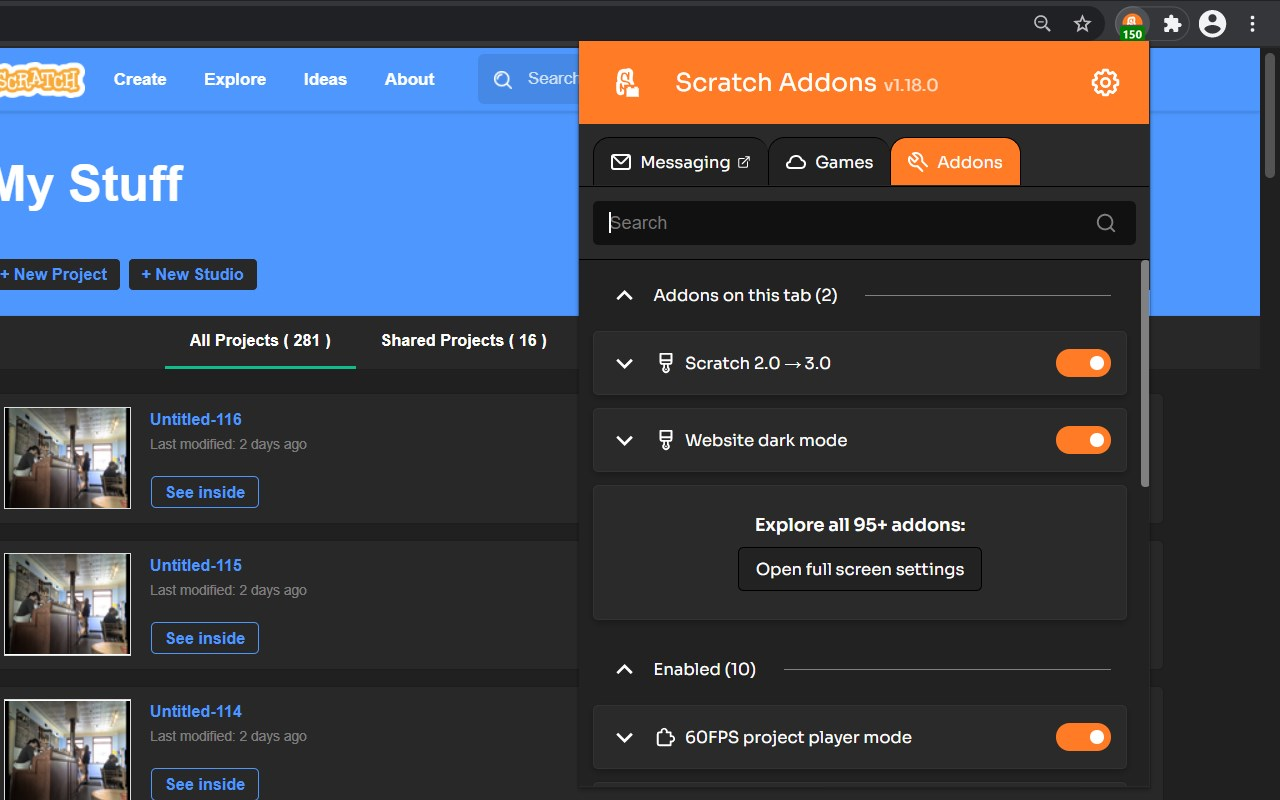 150
SCRATCH
Create
Explore
Ideas
About
Search
My Stuff
+ New Project
+ New Studio
All Projects ( 281 )
Shared Projects ( 16 )
Untitled-116
Last modified: 2 days ago
See inside
Untitled-115
Last modified: 2 days ago
See inside
Untitled-114
Last modified: 2 days ago
See inside
Scratch Addons v1.18.0
Messaging
Games
Addons
Search
Addons on this tab (2)
Scratch 2.0 → 3.0
Website dark mode
Explore all 95+ addons:
Open full screen settings
Enabled (10)
60FPS project player mode